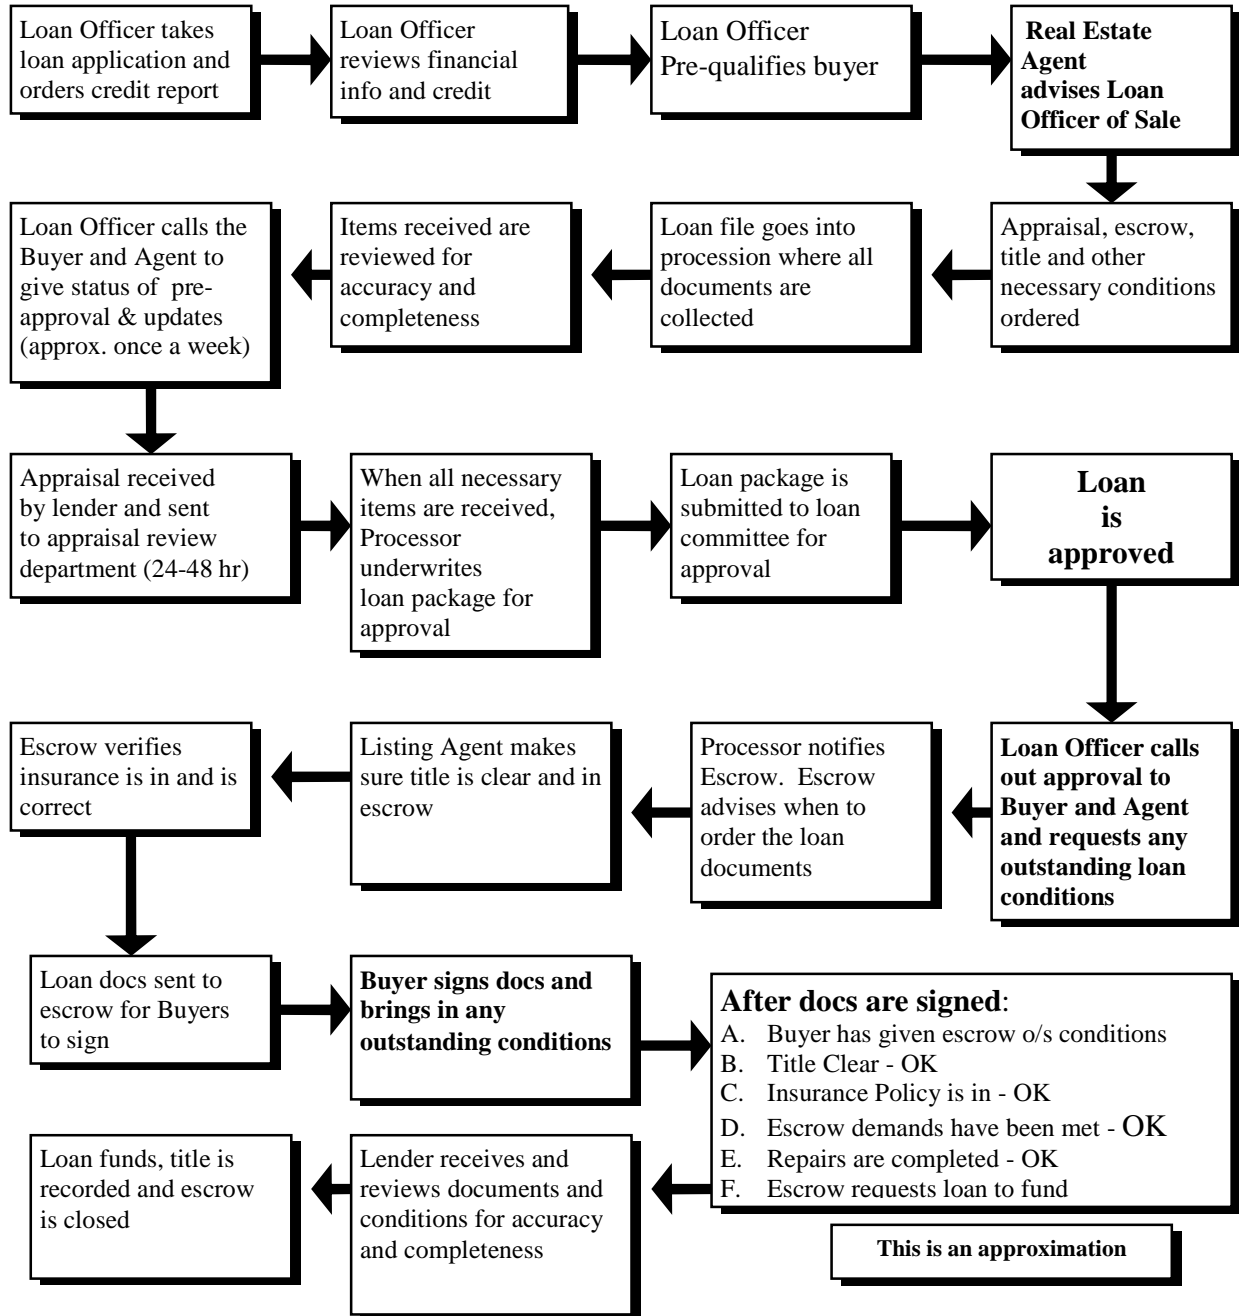 Loan Officer takes
loan application and
orders credit report
Loan Officer
reviews financial
info and credit
Loan Officer
Pre-qualifies buyer
Real Estate
Agent
advises Loan
Officer of Sale
Appraisal, escrow,
title and other
necessary conditions
ordered
Loan file goes into
procession where all
documents are
collected
Items received are
reviewed for
accuracy and
completeness
Loan Officer calls the
Buyer and Agent to
give status of pre-
approval & updates
(approx. once a week)
Appraisal received
by lender and sent
to appraisal review
department (24-48 hr)
When all necessary
items are received,
Processor
underwrites
loan package for
approval
Loan package is
submitted to loan
committee for
approval
Loan
is
approved
Loan Officer calls
out approval to
Buyer and Agent
and requests any
outstanding loan
conditions
Processor notifies
Escrow. Escrow
advises when to
order the loan
documents
Listing Agent makes
sure title is clear and in
escrow
Escrow verifies
insurance is in and is
correct
Loan docs sent to
escrow for Buyers
to sign
Buyer signs docs and
brings in any
outstanding conditions
After docs are signed:
A. Buyer has given escrow o/s conditions
B. Title Clear - OK
C. Insurance Policy is in - OK
D. Escrow demands have been met - OK
E. Repairs are completed - OK
F. Escrow requests loan to fund
Lender receives and
reviews documents and
conditions for accuracy
and completeness
Loan funds, title is
recorded and escrow
is closed
This is an approximation